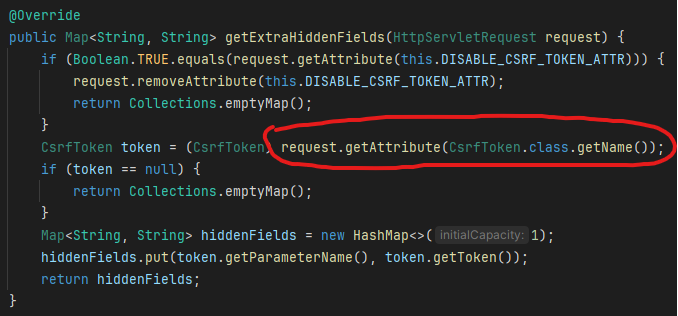 @Override
public Map<String, String> getExtraHiddenFields(HttpServletRequest request) {
if (Boolean.TRUE.equals(request.getAttribute(this.DISABLE_CSRF_TOKEN_ATTR))) {
request.removeAttribute(this.DISABLE_CSRF_TOKEN_ATTR);
return Collections.emptyMap();
}
CsrfToken token = (CsrfToken) request.getAttribute(CsrfToken.class.getName());
if (token == null) {
return Collections.emptyMap();
}
Map<String, String> hiddenFields = new HashMap<>( initialCapacity: 1);
hiddenFields.put(token.getParameterName(), token.getToken());
return hiddenFields;
}